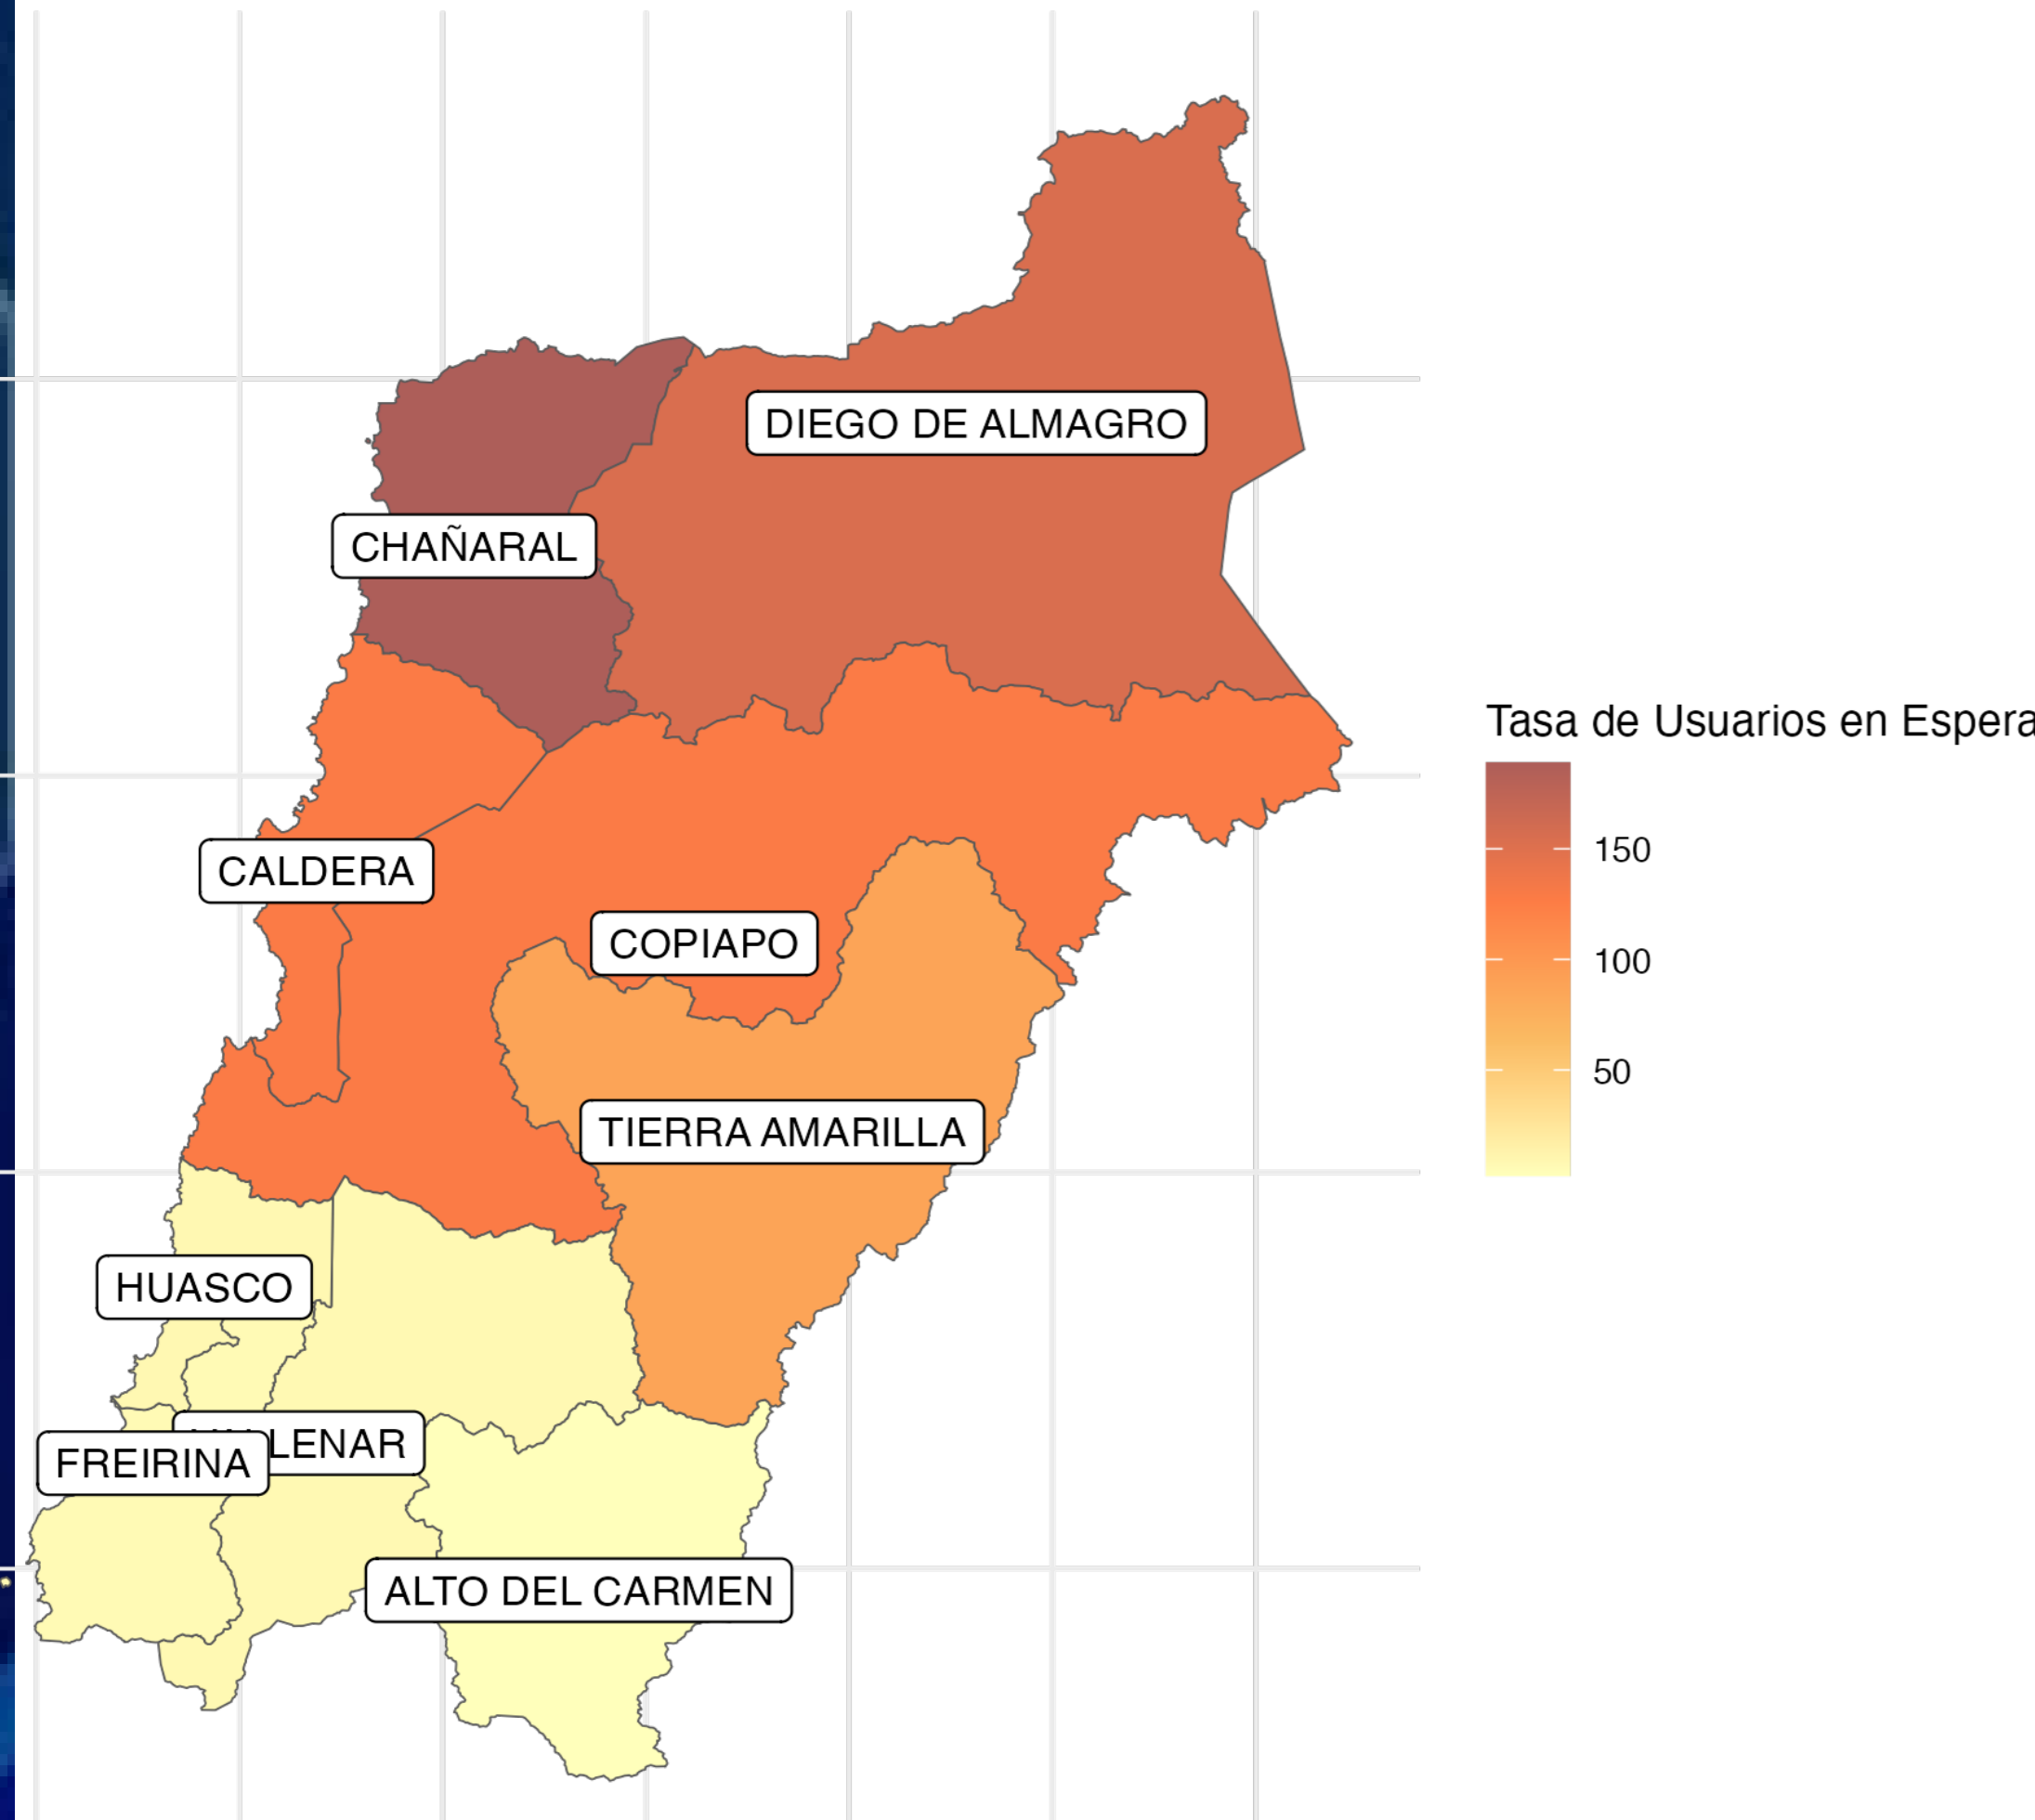 DIEGO DE ALMAGRO
CHAÑARAL
Tasa de Usuarios en Espera
150
100
50
CALDERA
COPIAPO
TIERRA AMARILLA
HUASCO
LENAR
FREIRINA
ALTO DEL CARMEN